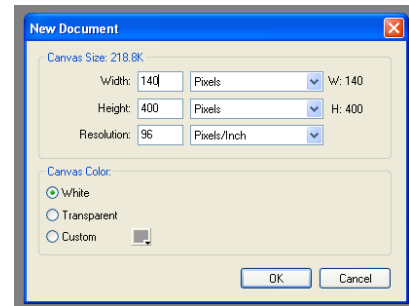 New Document
Canvas Size: 218.8K
Width: 140 Pixels W: 140
Height: 400 Pixels H: 400
Resolution: 96 Pixels/Inch
Canvas Color:
White
Transparent
Custom
OK Cancel